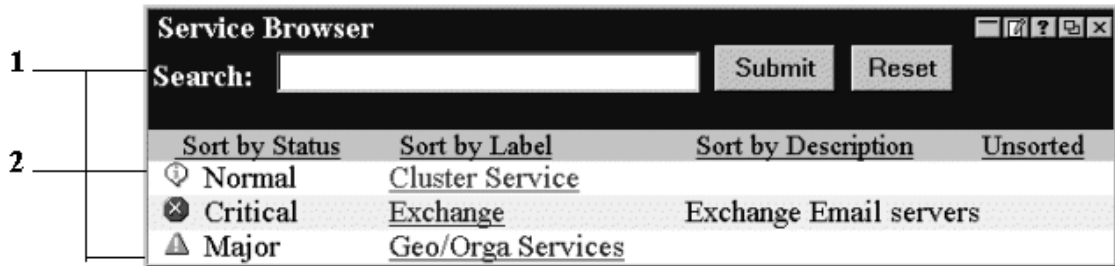 Service Browser ?
1
Search: Submit Reset
Sort by Status Sort by Label Sort by Description Unsorted
2
Normal Cluster Service
Critical Exchange Exchange Email servers
Major Geo/Orga Services